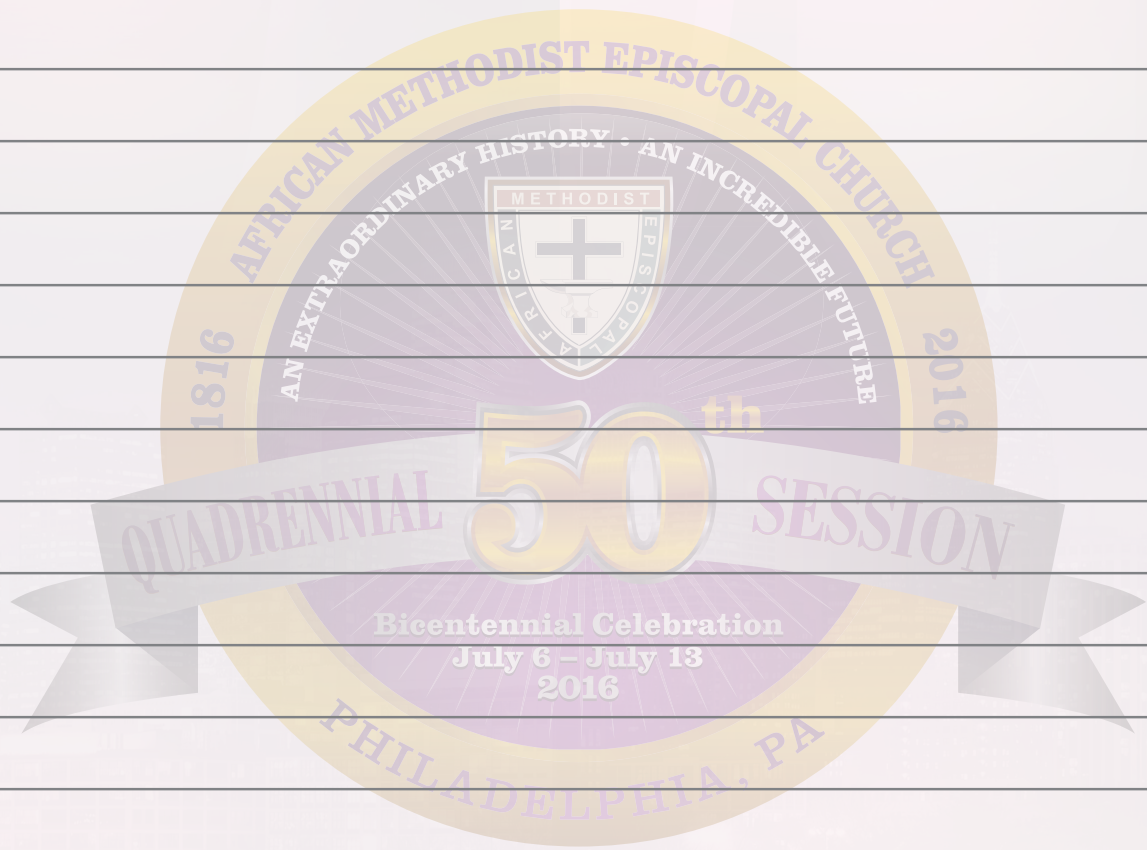 AFRICAN METHODIST EPISCOPAL CHURCH
AN EXTRAORDINARY HISTORY • AN INCREDIBLE FUTURE
METHODIST
AFRICAN
EPISCOPAL
1816
2016
50th
QUADRENNIAL
SESSION
Bicentennial Celebration
July 6 – July 13
2016
PHILADELPHIA, PA